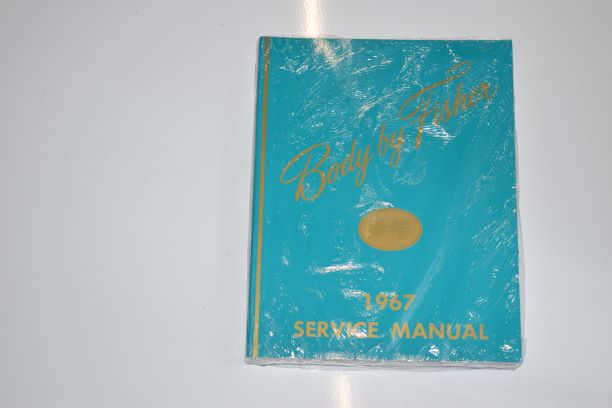 Body by Fisher
1967
SERVICE MANUAL